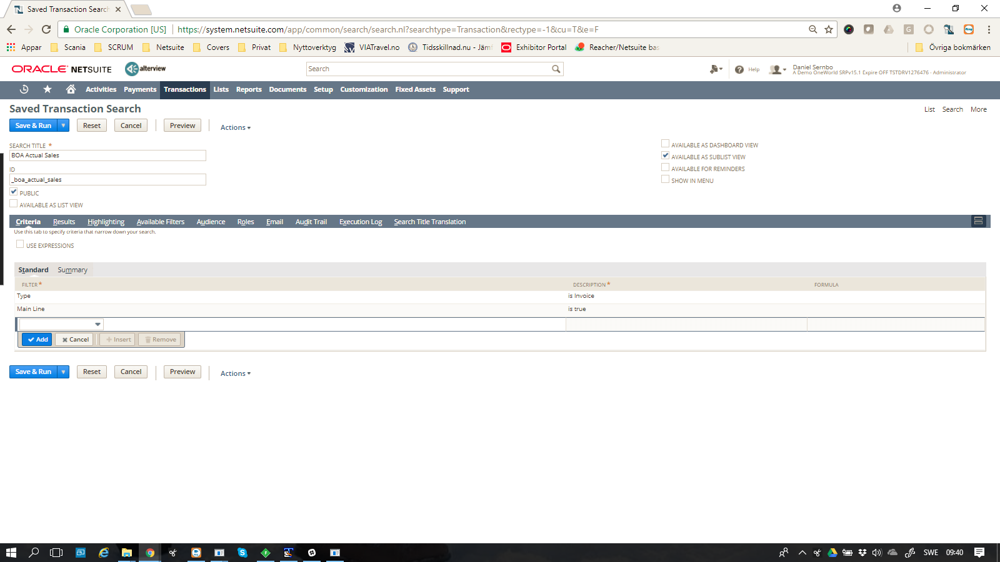 Saved Transaction Search
Oracle Corporation [US] https://system.netsuite.com/app/common/search/search.nl?searchtype=Transaction&rectype=-1&cu=T&e=F
Appar Scania SCRUM Netsuite Covers Privat Nyttoverktyg VIATravel.no Tidsskillnad.nu - Jäm Exhibitor Portal Reacher/Netsuite bas Övriga bokmärken
ORACLE NETSUITE alterview Search Help Daniel Sernbo
A Demo OneWorld SRPv15.1 Expire OFF TSTDRV1276476 - Administrator
Activities Payments Transactions Lists Reports Documents Setup Customization Fixed Assets Support
Saved Transaction Search List Search More
Save & Run Reset Cancel Preview Actions
SEARCH TITLE *
BOA Actual Sales
ID
_boa_actual_sales
PUBLIC
AVAILABLE AS LIST VIEW
AVAILABLE AS DASHBOARD VIEW
AVAILABLE AS SUBLIST VIEW
AVAILABLE FOR REMINDERS
SHOW IN MENU
Criteria Results Highlighting Available Filters Audience Roles Email Audit Trail Execution Log Search Title Translation
Use this tab to specify criteria that narrow down your search.
USE EXPRESSIONS
Standard Summary
FILTER * DESCRIPTION * FORMULA
Type is Invoice
Main Line is true
Add Cancel Insert Remove
Save & Run Reset Cancel Preview Actions
SWE 09:40